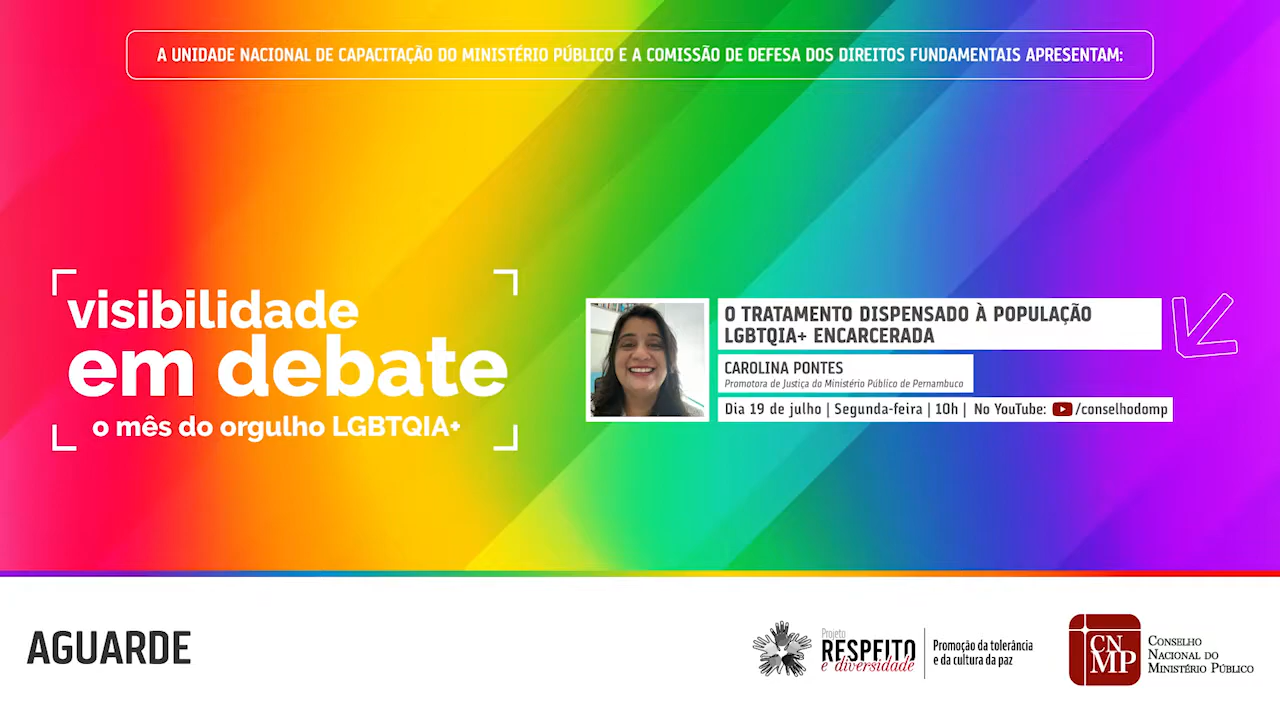 A UNIDADE NACIONAL DE CAPACITAÇÃO DO MINISTÉRIO PÚBLICO E A COMISSÃO DE DEFESA DOS DIREITOS FUNDAMENTAIS APRESENTAM:
visibilidade
em debate
o mês do orgulho LGBTQIA+
O TRATAMENTO DISPENSADO À POPULAÇÃO
LGBTQIA+ ENCARCERADA
CAROLINA PONTES
Promotora de Justiça do Ministério Público de Pernambuco
Dia 19 de julho | Segunda-feira | 10h | No YouTube: /conselhodomp
AGUARDE
Projeto
RESPEITO
e diversidade
Promoção da tolerância
e da cultura da paz
CN
MP
CONSELHO
NACIONAL DO
MINISTÉRIO PÚBLICO